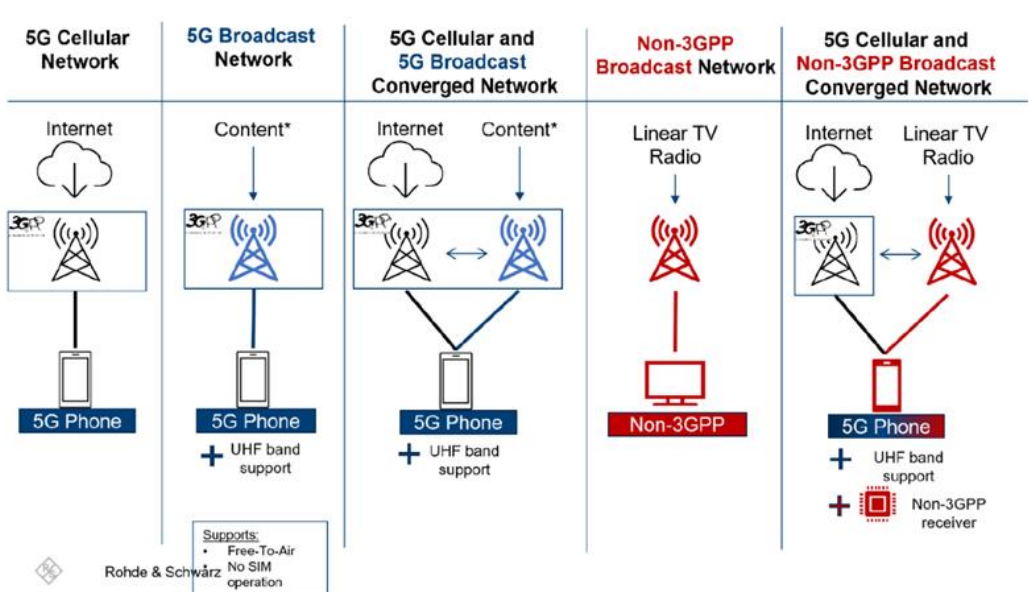 5G Cellular
Network
5G Broadcast
Network
5G Cellular and
5G Broadcast
Converged Network
Non-3GPP
Broadcast Network
5G Cellular and
Non-3GPP Broadcast
Converged Network
Internet
3GPP
5G Phone
Content*
3GPP
5G Phone
+ UHF band
support
Supports:
• Free-To-Air
• No SIM
operation
Internet
Content*
3GPP
5G Phone
+ UHF band
support
Linear TV
Radio
Non-3GPP
Internet
Linear TV
Radio
3GPP
5G Phone
+ UHF band
support
+ Non-3GPP
receiver
Rohde & Schwarz